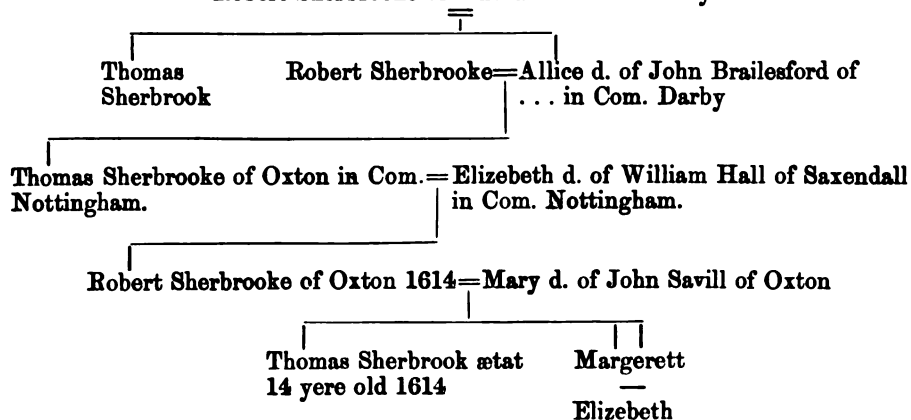 Thomas
Sherbrook
Robert Sherbrooke=Allice d. of John Brailesford of
... in Com. Darby
Thomas Sherbrooke of Oxton in Com.=Elizebeth d. of William Hall of Saxendall
Nottingham.
in Com. Nottingham.
Robert Sherbrooke of Oxton 1614=Mary d. of John Savill of Oxton
Thomas Sherbrook ætat
14 yere old 1614
Margerett
—
Elizebeth